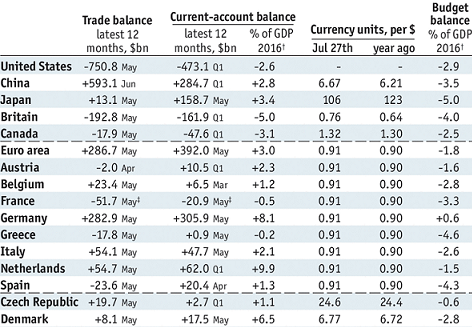 Trade balance Current-account balance Budget balance
latest 12 months, $bn latest 12 months, $bn % of GDP 2016† Currency units, per $ % of GDP 2016†
Jul 27th year ago
United States -750.8 May -473.1 Q1 -2.6 - - -2.9
China +593.1 Jun +284.7 Q1 +2.8 6.67 6.21 -3.5
Japan +13.1 May +158.7 May +3.4 106 123 -5.0
Britain -192.8 May -161.9 Q1 -5.0 0.76 0.64 -4.0
Canada -17.9 May -47.6 Q1 -3.1 1.32 1.30 -2.5
Euro area +286.7 May +392.0 May +3.0 0.91 0.90 -1.8
Austria -2.0 Apr +10.5 Q1 +2.3 0.91 0.90 -1.6
Belgium +23.4 May +6.5 Mar +1.2 0.91 0.90 -2.8
France -51.7 May‡ -20.9 May‡ -0.5 0.91 0.90 -3.3
Germany +282.9 May +305.9 May +8.1 0.91 0.90 +0.6
Greece -17.8 May +0.9 May -0.2 0.91 0.90 -4.6
Italy +54.1 May +47.7 May +2.1 0.91 0.90 -2.6
Netherlands +54.7 May +62.0 Q1 +9.9 0.91 0.90 -1.5
Spain -23.6 May +20.4 Apr +1.3 0.91 0.90 -4.3
Czech Republic +19.7 May +2.7 Q1 +1.1 24.6 24.4 -0.6
Denmark +8.1 May +17.5 May +6.5 6.77 6.72 -2.8